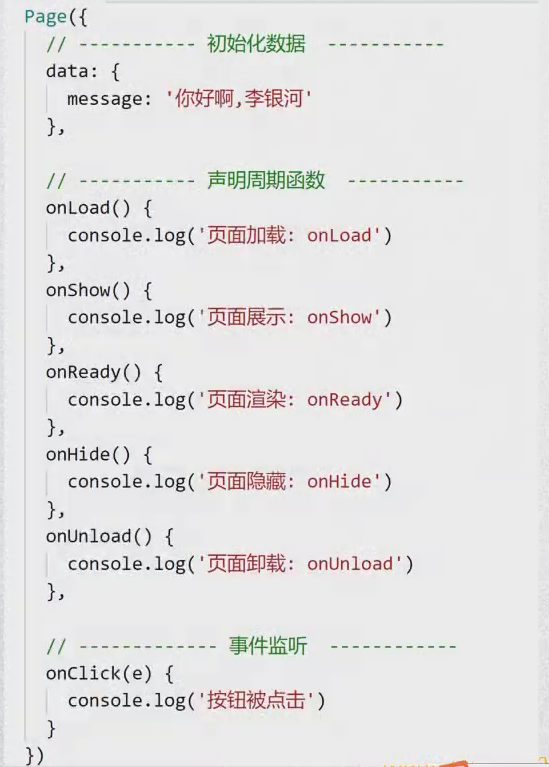 Page({
// ----------- 初始化数据 -----------
data: {
message: '你好啊,李银河'
},
// ----------- 声明周期函数 -----------
onLoad() {
console.log('页面加载: onLoad')
},
onShow() {
console.log('页面展示: onShow')
},
onReady() {
console.log('页面渲染: onReady')
},
onHide() {
console.log('页面隐藏: onHide')
},
onUnload() {
console.log('页面卸载: onUnload')
},
// ------------- 事件监听 ------------
onClick(e) {
console.log('按钮被点击')
}
})